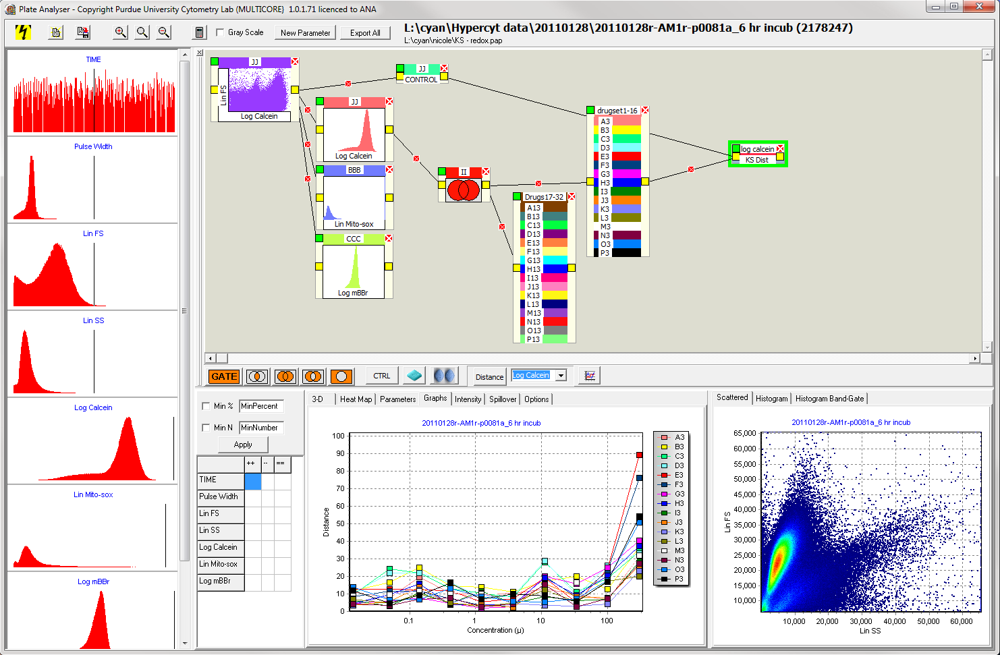 Plate Analyser - Copyright Purdue University Cytometry Lab (MULTICORE}  1.0.1.71 licenced to ANA
Gray Scale
New Parameter
Export All
L:\cyan\Hypercyt data\20110128\20110128r-AM1r-p0081a_6 hr incub (2178247)
L:\cyan\nicole\KS - redox.pap
TIME
Pulse Width
Lin FS
Lin SS
Log Calcein
Lin Mito-sox
Log mBBr
JJ
Lin FS
Log Calcein
JJ
CONTROL
JJ
Log Calcein
BBB
Lin Mito-sox
CCC
Log mBBr
II
Drugs17-32
A13
B13
C13
D13
E13
F13
G13
H13
I13
J13
K13
L13
M13
N13
O13
P13
drugset1-16
A3
B3
C3
D3
E3
F3
G3
H3
I3
J3
K3
L3
M3
N3
O3
P3
log calcein
KS Dist
GATE
CTRL
Distance
Log Calcein
Min %
MinPercent
Min N
MinNumber
Apply
++ -- ==
TIME
Pulse Width
Lin FS
Lin SS
Log Calcein
Lin Mito-sox
Log mBBr
3-D Heat Map Parameters Graphs Intensity Spillover Options
20110128r-AM1r-p0081a_6 hr incub
100
90
80
70
60
50
40
30
20
10
0
Distance
0.1 1 10 100
Concentration (µ)
A3
B3
C3
D3
E3
F3
G3
H3
I3
J3
K3
L3
M3
N3
O3
P3
Scattered Histogram Histogram Band-Gate
20110128r-AM1r-p0081a_6 hr incub
65,000
60,000
55,000
50,000
45,000
40,000
35,000
30,000
25,000
20,000
15,000
10,000
Lin FS
10,000 20,000 30,000 40,000 50,000 60,000
Lin SS